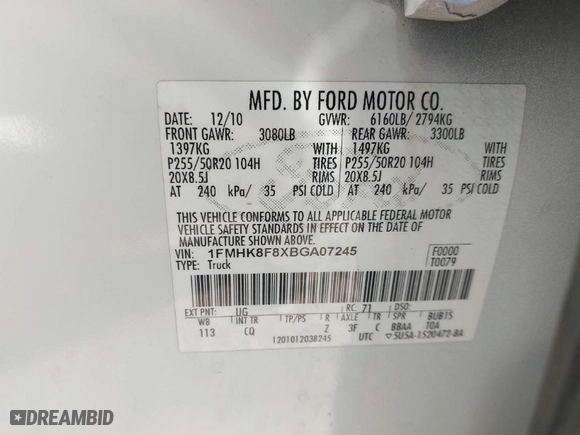 MFD. BY FORD MOTOR CO.
DATE: 12/10 GVWR: 6160LB/ 2794KG
FRONT GAWR: 3080LB REAR GAWR: 3300LB
1397KG WITH 1497KG WITH
P255/50R20 104H TIRES P255/50R20 104H TIRES
20X8.5J RIMS 20X8.5J RIMS
AT 240 kPa/ 35 PSI COLD AT 240 kPa/ 35 PSI COLD
THIS VEHICLE CONFORMS TO ALL APPLICABLE FEDERAL MOTOR
VEHICLE SAFETY STANDARDS IN EFFECT ON THE DATE OF
MANUFACTURE SHOWN ABOVE.
VIN: 1FMHK8F8XBGA07245 F0000
TYPE: Truck T0079
EXT PNT: UG RC: 71 DSO:
WB INT TR TP/PS R AXLE TR SPR BUBTS
113 CQ Z 3F C BBAA T0A
1201012038245 UTC 5U5A-1520472-BA
DREAMBID